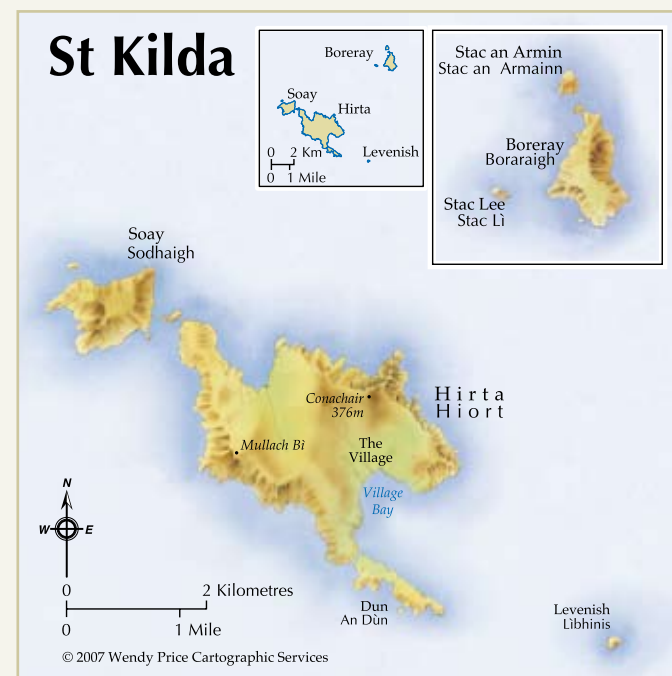 St Kilda
Boreray
Soay
Hirta
0 2 Km
0 1 Mile
Levenish
Stac an Armin
Stac an Armainn
Boreray
Boraraigh
Stac Lee
Stac Lì
Soay
Sodhaigh
Hirta
Hiort
Conachair
376m
Mullach Bì
The
Village
Village
Bay
N
W E
0 2 Kilometres
0 1 Mile
Dun
An Dùn
Levenish
Lìbhinis
© 2007 Wendy Price Cartographic Services